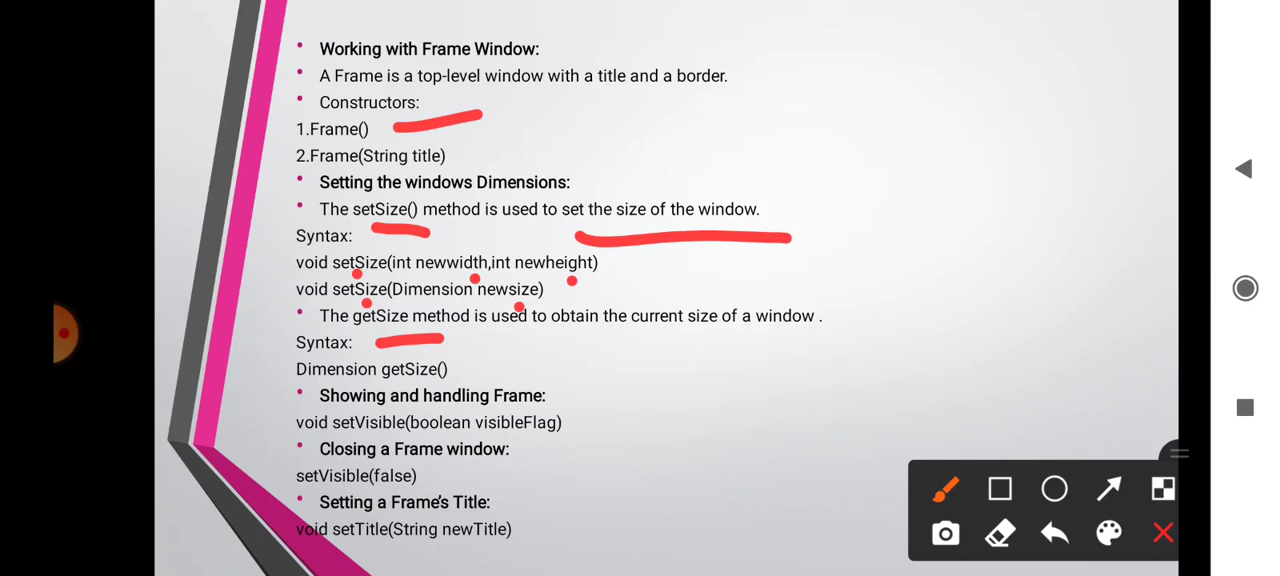 • Working with Frame Window:
• A Frame is a top-level window with a title and a border.
• Constructors:
1.Frame()
2.Frame(String title)
• Setting the windows Dimensions:
• The setSize() method is used to set the size of the window.
Syntax:
void setSize(int newwidth,int newheight)
void setSize(Dimension newsize)
• The getSize method is used to obtain the current size of a window .
Syntax:
Dimension getSize()
• Showing and handling Frame:
void setVisible(boolean visibleFlag)
• Closing a Frame window:
setVisible(false)
• Setting a Frame’s Title:
void setTitle(String newTitle)